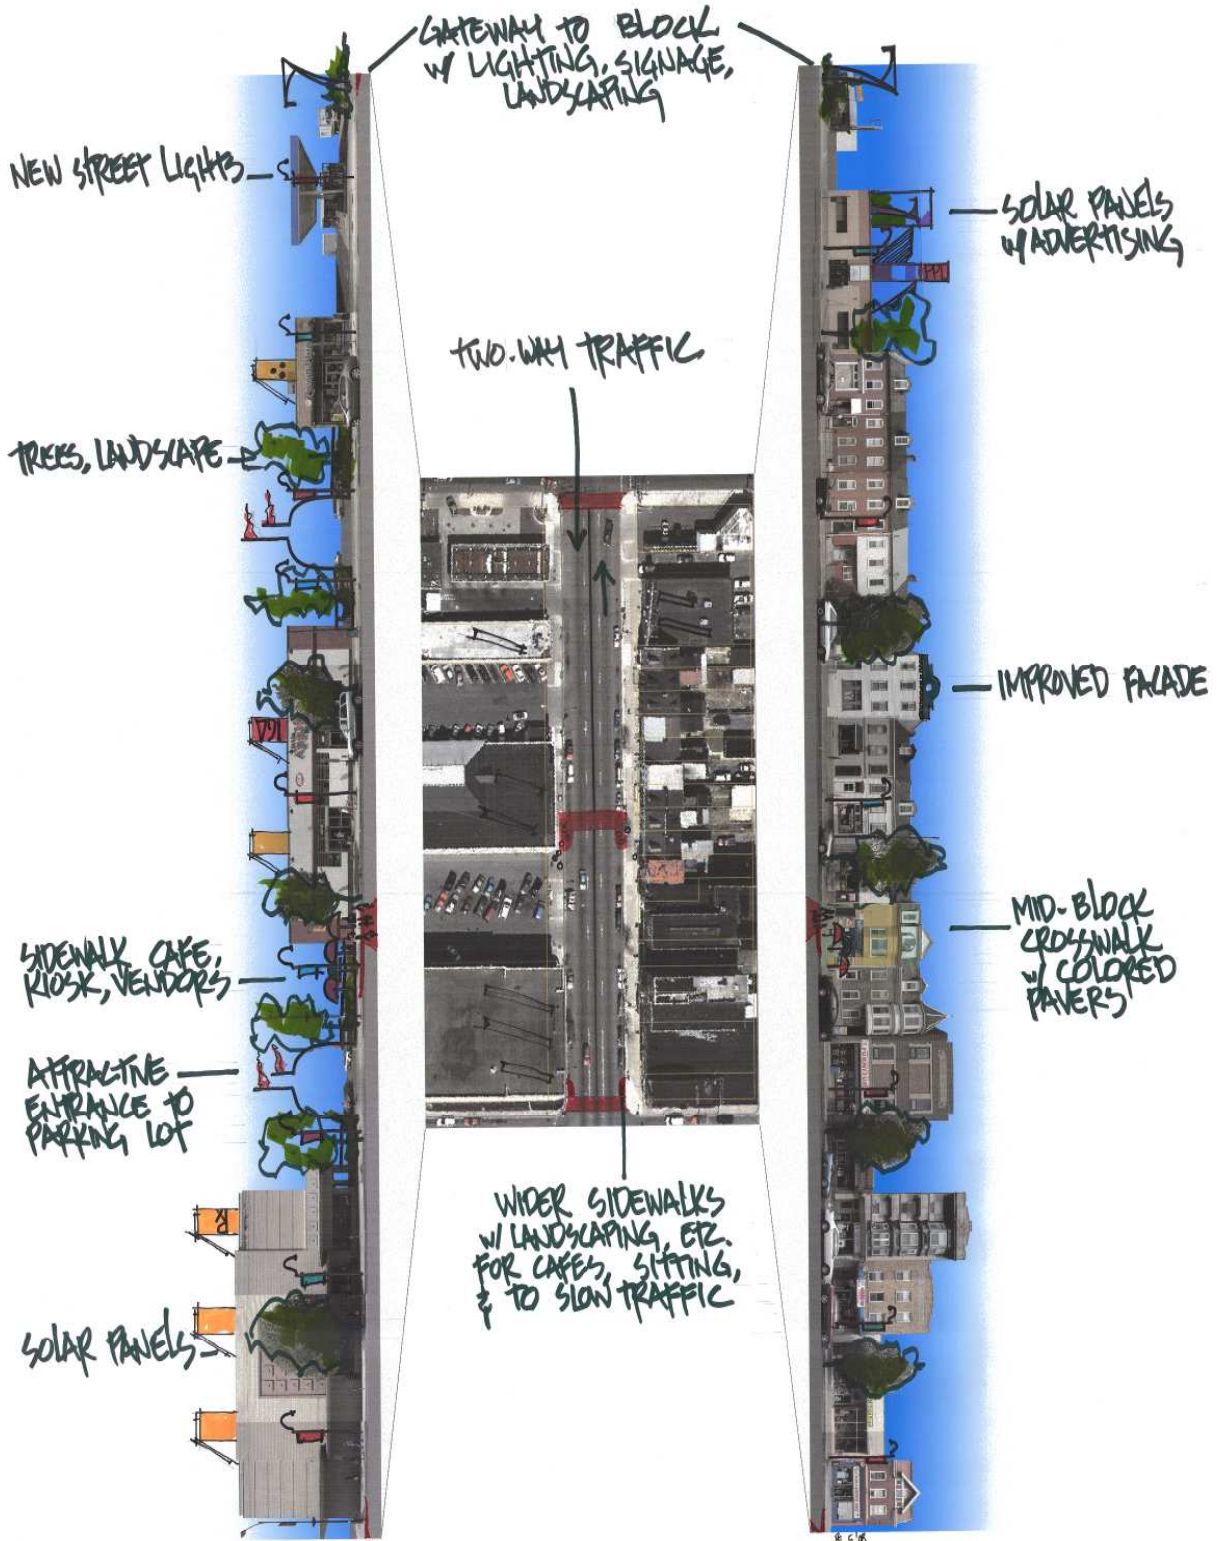 GATEWAY TO BLOCK
W/ LIGHTING, SIGNAGE,
LANDSCAPING
NEW STREET LIGHTS
SOLAR PANELS
W/ ADVERTISING
TWO-WAY TRAFFIC
TREES, LANDSCAPE
IMPROVED FACADE
IGA
SIDEWALK CAFE,
KIOSK, VENDORS
MID-BLOCK
CROSSWALK
W/ COLORED
PAVERS
ATTRACTIVE
ENTRANCE TO
PARKING LOT
WIDER SIDEWALKS
W/ LANDSCAPING, ETC.
FOR CAFES, SITTING,
& TO SLOW TRAFFIC
SOLAR PANELS
R